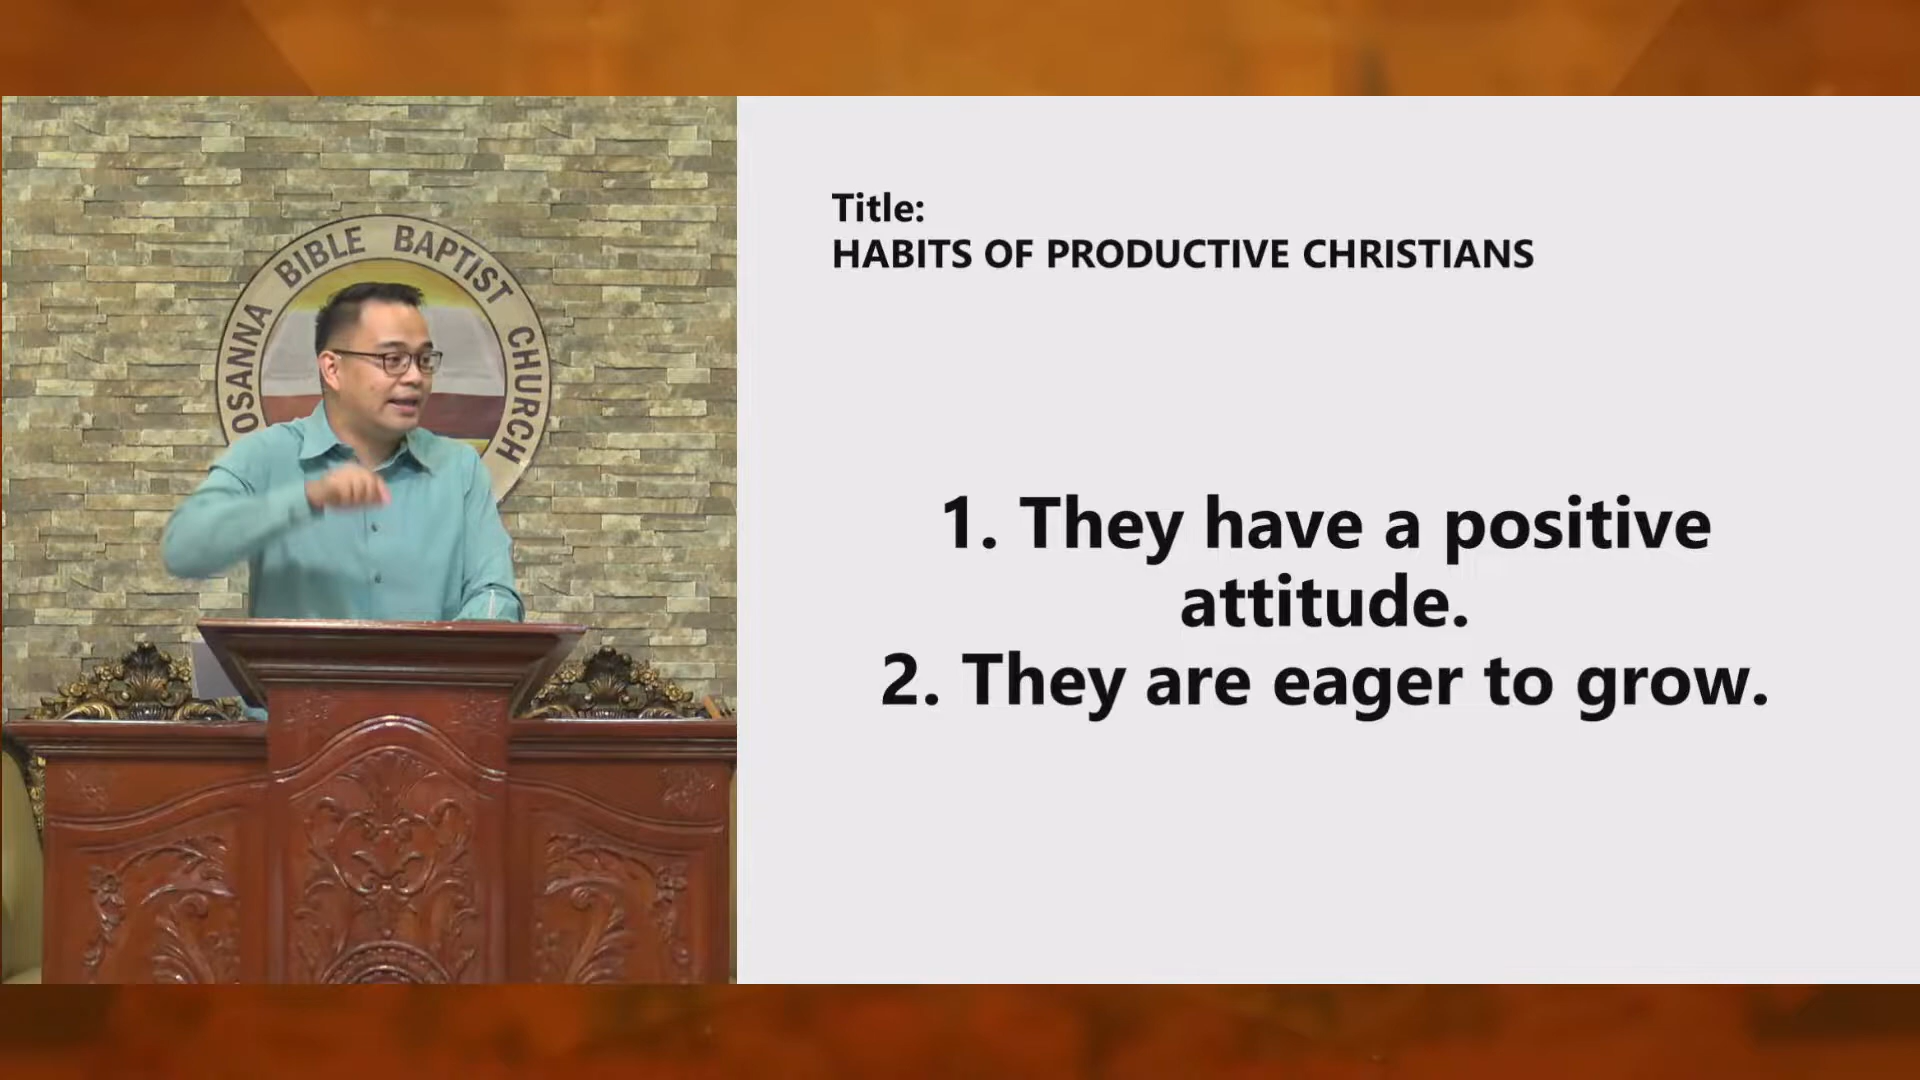 OSANNA BIBLE BAPTIST CHURCH
Title:
HABITS OF PRODUCTIVE CHRISTIANS
1. They have a positive
attitude.
2. They are eager to grow.